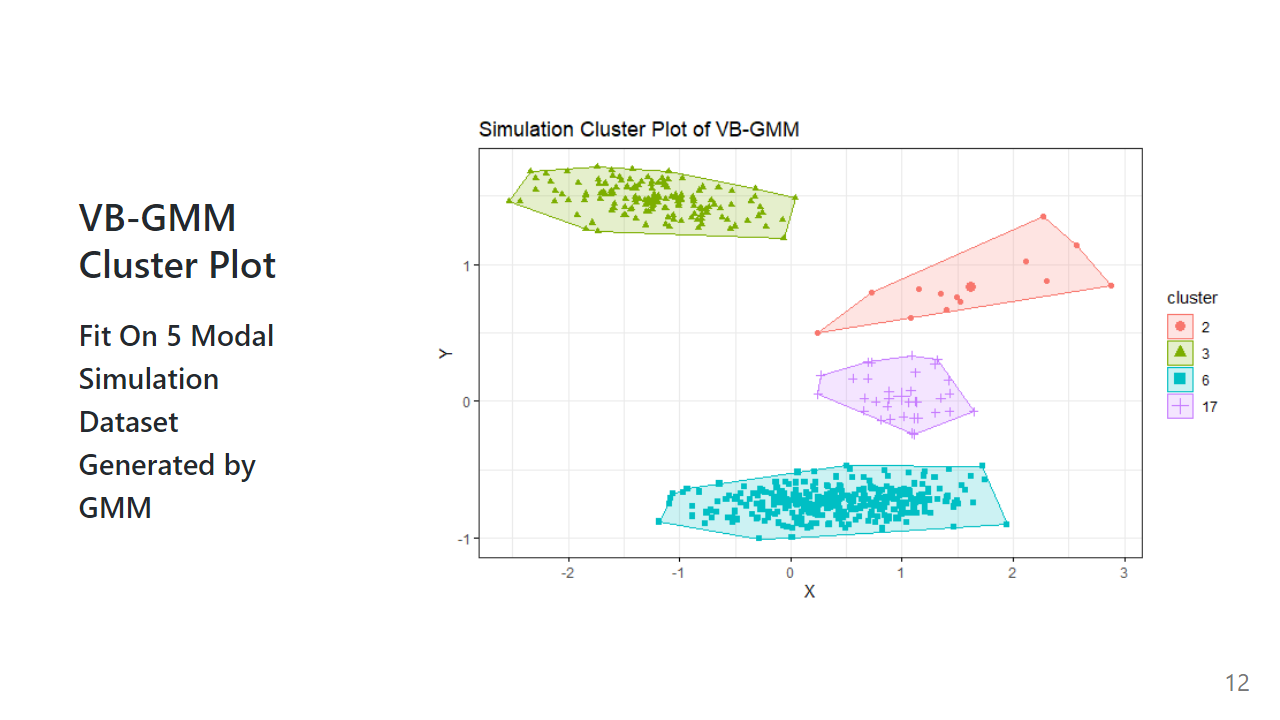 VB-GMM
Cluster Plot
Fit On 5 Modal
Simulation
Dataset
Generated by
GMM
Simulation Cluster Plot of VB-GMM
Y
1
0
-1
-2
-1
0
1
2
3
X
cluster
2
3
6
17
12